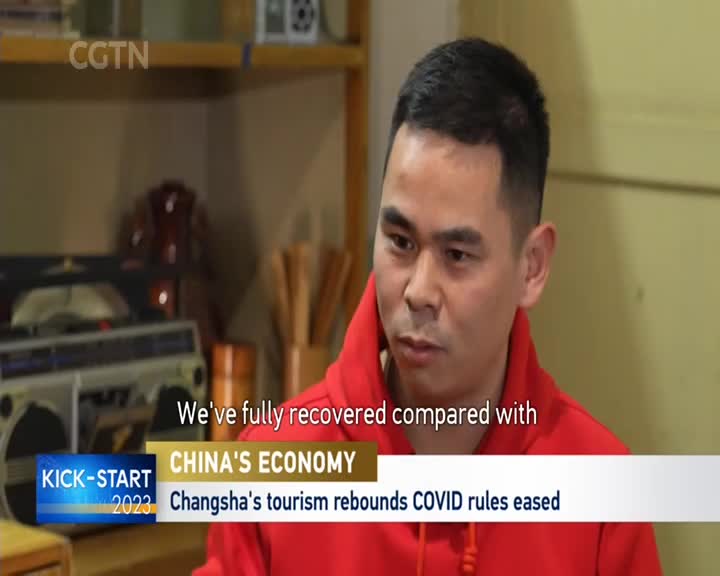 CGTN
We've fully recovered compared with
CHINA'S ECONOMY
KICK-START
2023
Changsha's tourism rebounds COVID rules eased